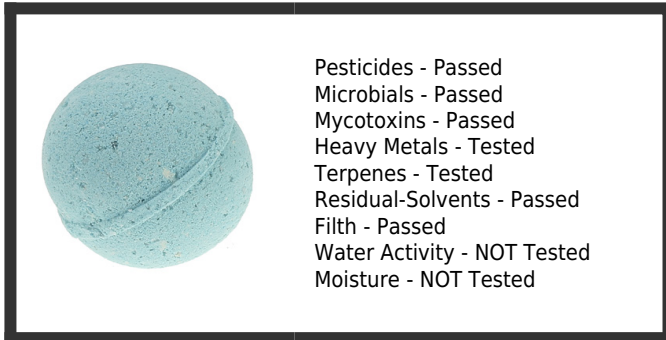 Pesticides - Passed
Microbials - Passed
Mycotoxins - Passed
Heavy Metals - Tested
Terpenes - Tested
Residual-Solvents - Passed
Filth - Passed
Water Activity - NOT Tested
Moisture - NOT Tested